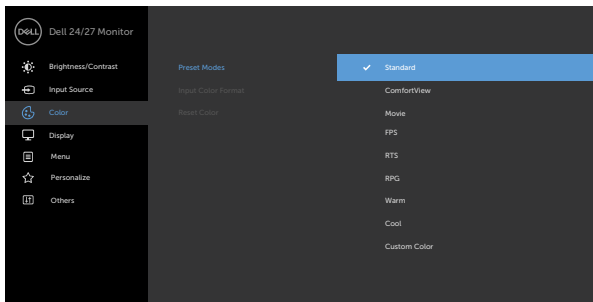 DELL
Dell 24/27 Monitor
Brightness/Contrast
Input Source
Color
Display
Menu
Personalize
Others
Preset Modes
Input Color Format
Reset Color
Standard
ComfortView
Movie
FPS
RTS
RPG
Warm
Cool
Custom Color